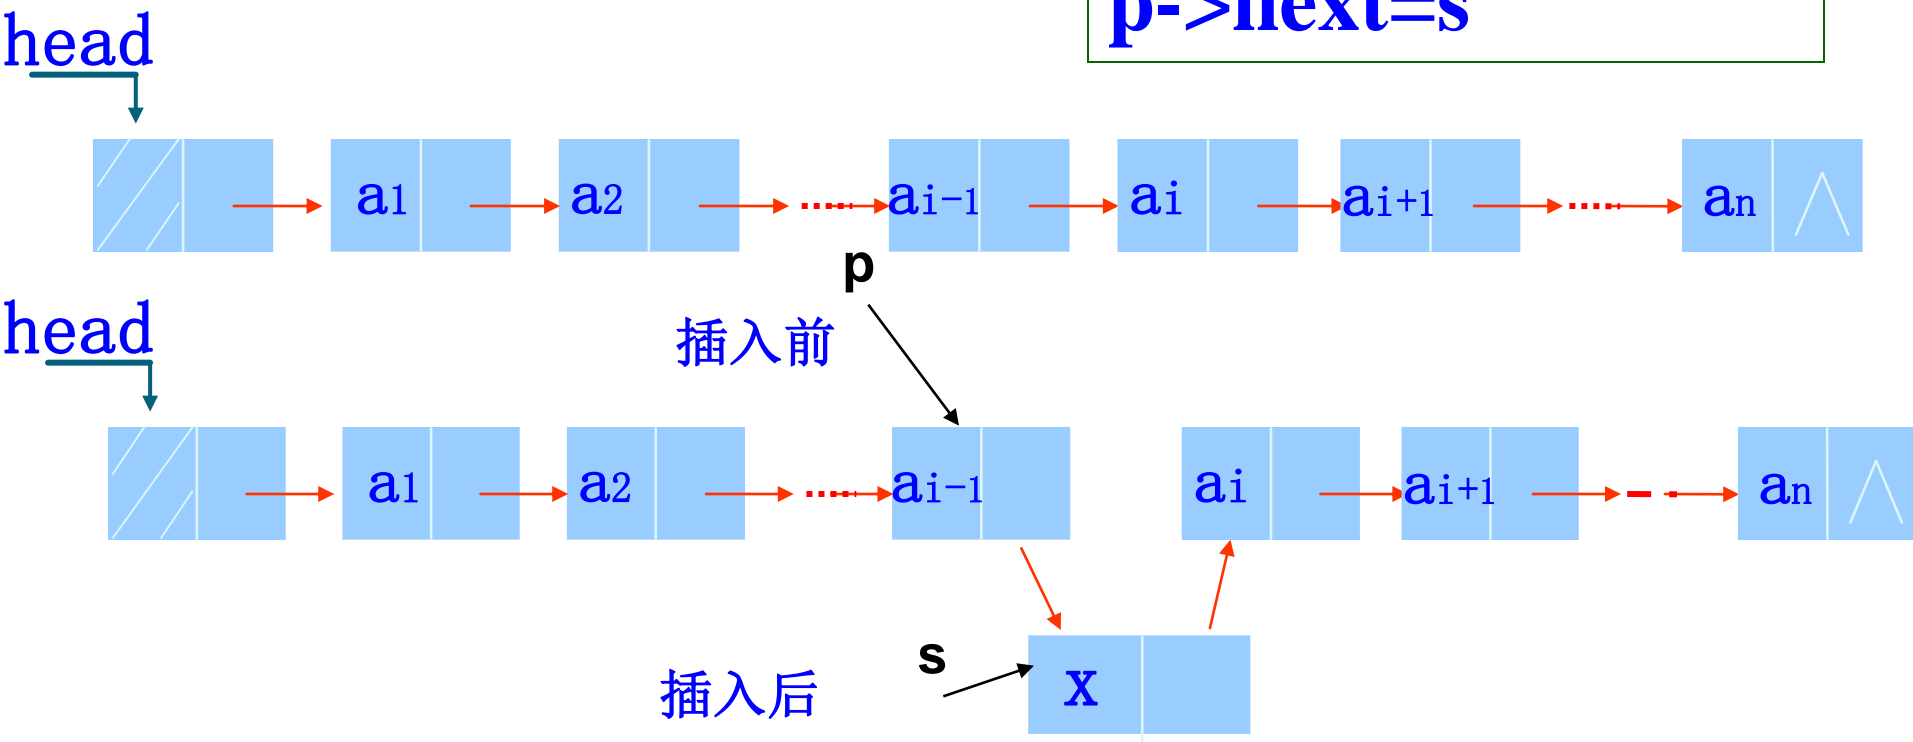 p->next=s
head
a1 a2 ai-1 ai ai+1 an ∧
p
head
插入前
a1 a2 ai-1 ai ai+1 an ∧
s
插入后
x